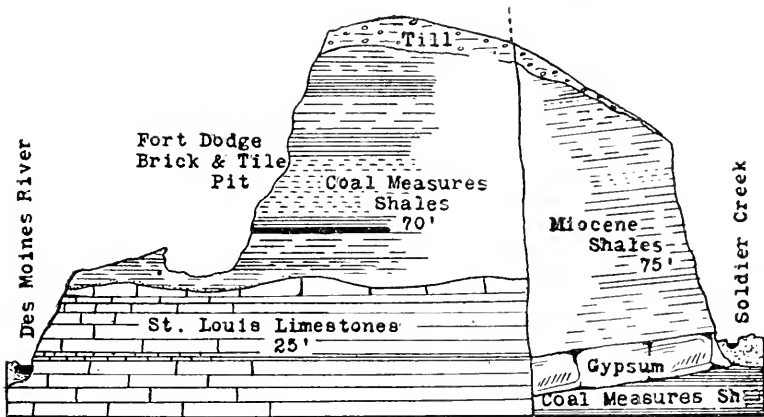 Till
Fort Dodge
Brick & Tile
Pit
Coal Measures
Shales
70'
Miocene
Shales
75'
Des Moines River
Soldier Creek
St. Louis Limestones
25'
Gypsum
Coal Measures Sh